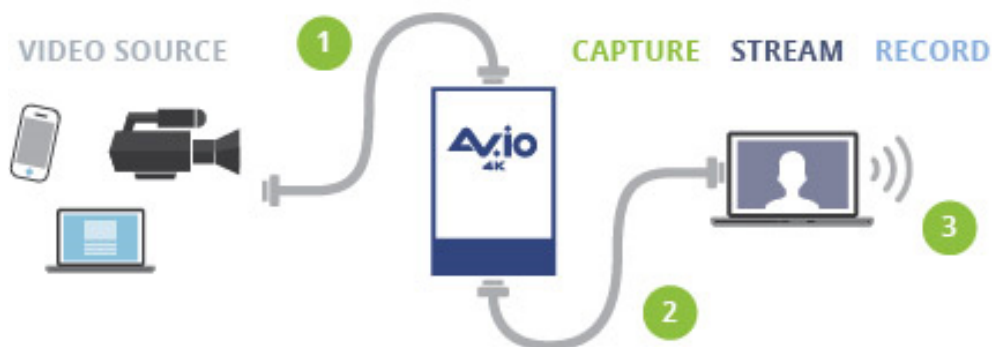 VIDEO SOURCE
1
CAPTURE STREAM RECORD
AV.io
4K
3
2